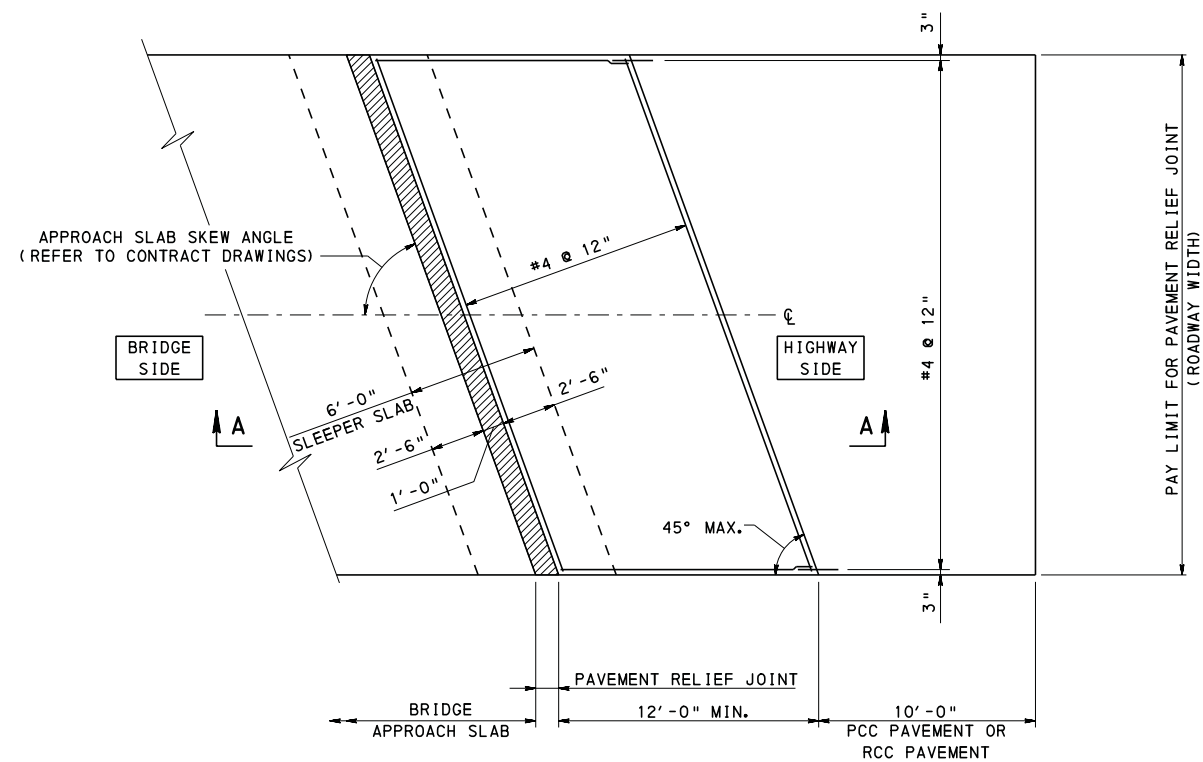 3"
APPROACH SLAB SKEW ANGLE
(REFER TO CONTRACT DRAWINGS)
#4 @ 12"
BRIDGE
SIDE
℄
HIGHWAY
SIDE
#4 @ 12"
PAY LIMIT FOR PAVEMENT RELIEF JOINT
(ROADWAY WIDTH)
6'-0"
SLEEPER SLAB
2'-6"
2'-6"
1'-0"
A
A
45° MAX.
3"
PAVEMENT RELIEF JOINT
BRIDGE
APPROACH SLAB
12'-0" MIN.
10'-0"
PCC PAVEMENT OR
RCC PAVEMENT